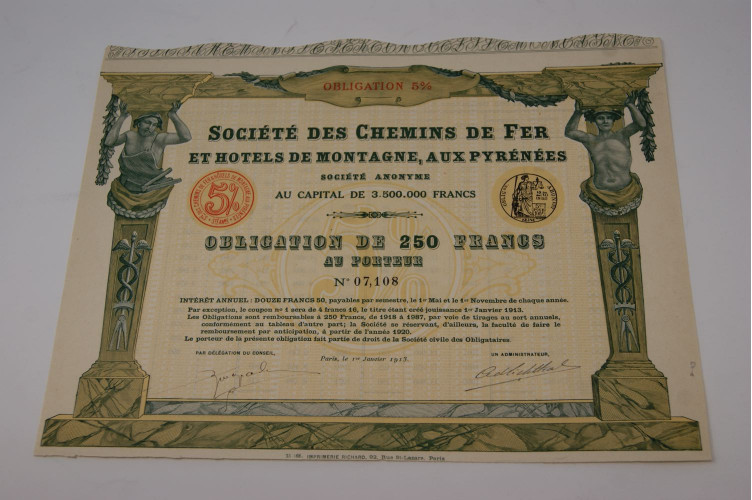 OBLIGATION 5%
SOCIÉTÉ DES CHEMINS DE FER
ET HOTELS DE MONTAGNE, AUX PYRÉNÉES
SOCIÉTÉ ANONYME
AU CAPITAL DE 3.500.000 FRANCS
5%
OBLIGATION DE 250 FRANCS
AU PORTEUR
N° 07,108
INTÉRÊT ANNUEL: DOUZE FRANCS 50, payables par semestre, le 1er Mai et le 1er Novembre de chaque année.
Par exception, le coupon n° 1 sera de 4 francs 16, le titre étant créé jouissance 1er Janvier 1913.
Les Obligations sont remboursables à 250 Francs, de 1918 à 1987, par voie de tirages au sort annuels,
conformément au tableau d'autre part; la Société se réservant, d'ailleurs, la faculté de faire le
remboursement par anticipation, à partir de l'année 1920.
Le porteur de la présente obligation fait partie de droit de la Société civile des Obligataires
PAR DÉLÉGATION DU CONSEIL,
Paris, le 1er Janvier 1913.
UN ADMINISTRATEUR,
IMPRIMERIE RICHARD, Rue St-Lazare, Paris